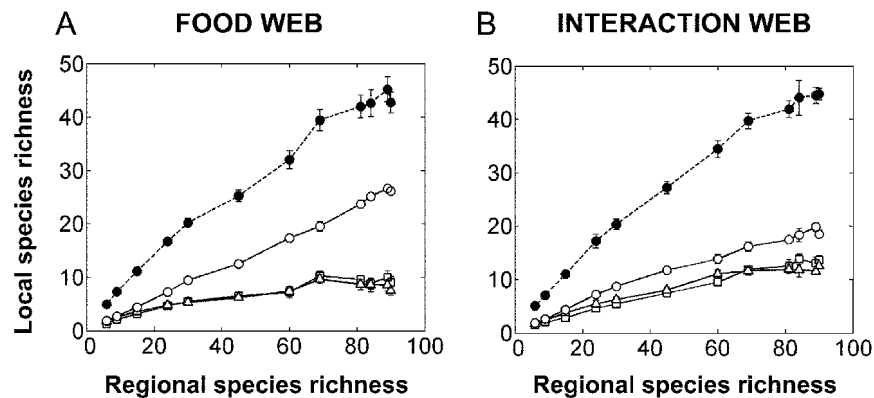 A FOOD WEB
B INTERACTION WEB
Local species richness
50
40
30
20
10
0
0 20 40 60 80 100
Regional species richness
50
40
30
20
10
0
0 20 40 60 80 100
Regional species richness